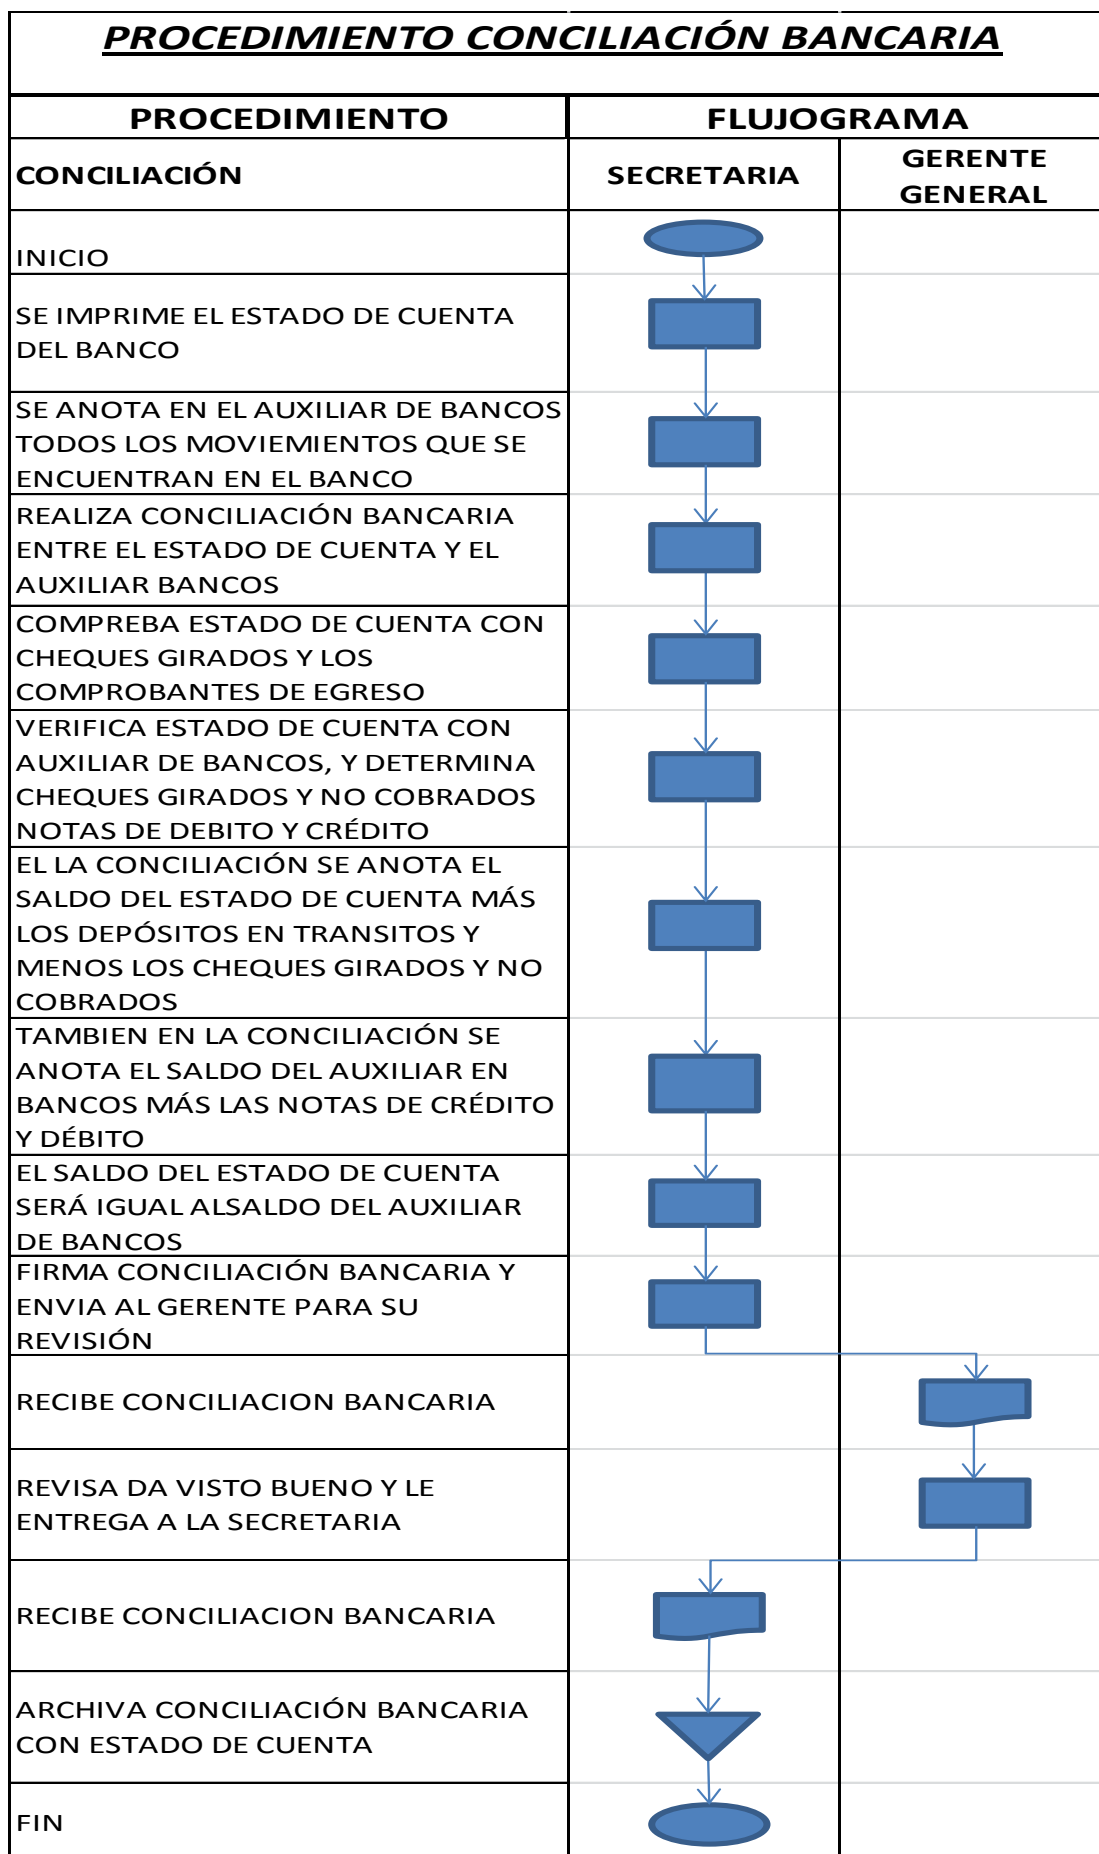 PROCEDIMIENTO CONCILIACIÓN BANCARIA
PROCEDIMIENTO
FLUJOGRAMA
CONCILIACIÓN
SECRETARIA
GERENTE
GENERAL
INICIO
SE IMPRIME EL ESTADO DE CUENTA
DEL BANCO
SE ANOTA EN EL AUXILIAR DE BANCOS
TODOS LOS MOVIEMIENTOS QUE SE
ENCUENTRAN EN EL BANCO
REALIZA CONCILIACIÓN BANCARIA
ENTRE EL ESTADO DE CUENTA Y EL
AUXILIAR BANCOS
COMPREBA ESTADO DE CUENTA CON
CHEQUES GIRADOS Y LOS
COMPROBANTES DE EGRESO
VERIFICA ESTADO DE CUENTA CON
AUXILIAR DE BANCOS, Y DETERMINA
CHEQUES GIRADOS Y NO COBRADOS
NOTAS DE DEBITO Y CRÉDITO
EL LA CONCILIACIÓN SE ANOTA EL
SALDO DEL ESTADO DE CUENTA MÁS
LOS DEPÓSITOS EN TRANSITOS Y
MENOS LOS CHEQUES GIRADOS Y NO
COBRADOS
TAMBIEN EN LA CONCILIACIÓN SE
ANOTA EL SALDO DEL AUXILIAR EN
BANCOS MÁS LAS NOTAS DE CRÉDITO
Y DÉBITO
EL SALDO DEL ESTADO DE CUENTA
SERÁ IGUAL ALSALDO DEL AUXILIAR
DE BANCOS
FIRMA CONCILIACIÓN BANCARIA Y
ENVIA AL GERENTE PARA SU
REVISIÓN
RECIBE CONCILIACION BANCARIA
REVISA DA VISTO BUENO Y LE
ENTREGA A LA SECRETARIA
RECIBE CONCILIACION BANCARIA
ARCHIVA CONCILIACIÓN BANCARIA
CON ESTADO DE CUENTA
FIN